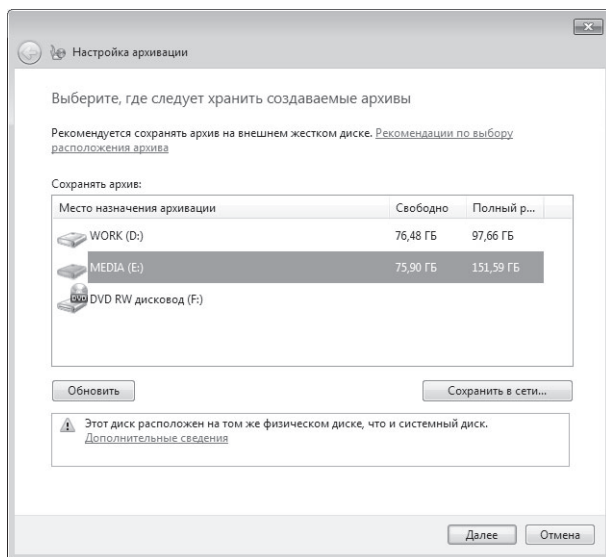 Настройка архивации
Выберите, где следует хранить создаваемые архивы
Рекомендуется сохранять архив на внешнем жестком диске. Рекомендации по выбору
расположения архива
Сохранять архив:
Место назначения архивации Свободно Полный р...
WORK (D:) 76,48 ГБ 97,66 ГБ
MEDIA (E:) 75,90 ГБ 151,59 ГБ
DVD RW дисковод (F:)
Обновить Сохранить в сети...
Этот диск расположен на том же физическом диске, что и системный диск.
Дополнительные сведения
Далее Отмена